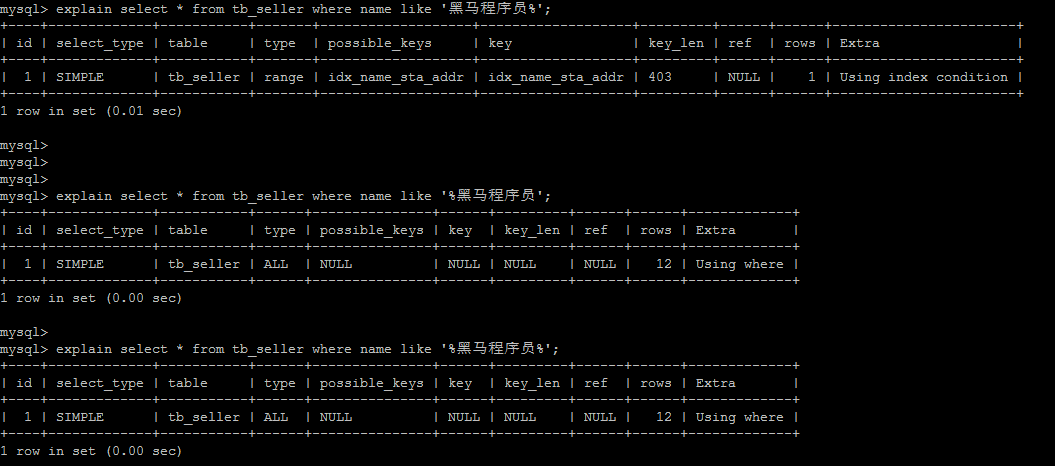 mysql> explain select * from tb_seller where name like '黑马程序员%';
+----+-------------+-----------+-------+-------------------+-------------------+---------+------+------+-----------------------+
| id | select_type | table     | type  | possible_keys     | key               | key_len | ref  | rows | Extra                 |
+----+-------------+-----------+-------+-------------------+-------------------+---------+------+------+-----------------------+
|  1 | SIMPLE      | tb_seller | range | idx_name_sta_addr | idx_name_sta_addr | 403     | NULL |    1 | Using index condition |
+----+-------------+-----------+-------+-------------------+-------------------+---------+------+------+-----------------------+
1 row in set (0.01 sec)
mysql>
mysql>
mysql>
mysql> explain select * from tb_seller where name like '%黑马程序员';
+----+-------------+-----------+------+---------------+------+---------+------+------+-------------+
| id | select_type | table     | type | possible_keys | key  | key_len | ref  | rows | Extra       |
+----+-------------+-----------+------+---------------+------+---------+------+------+-------------+
|  1 | SIMPLE      | tb_seller | ALL  | NULL          | NULL | NULL    | NULL |   12 | Using where |
+----+-------------+-----------+------+---------------+------+---------+------+------+-------------+
1 row in set (0.00 sec)
mysql>
mysql> explain select * from tb_seller where name like '%黑马程序员%';
+----+-------------+-----------+------+---------------+------+---------+------+------+-------------+
| id | select_type | table     | type | possible_keys | key  | key_len | ref  | rows | Extra       |
+----+-------------+-----------+------+---------------+------+---------+------+------+-------------+
|  1 | SIMPLE      | tb_seller | ALL  | NULL          | NULL | NULL    | NULL |   12 | Using where |
+----+-------------+-----------+------+---------------+------+---------+------+------+-------------+
1 row in set (0.00 sec)